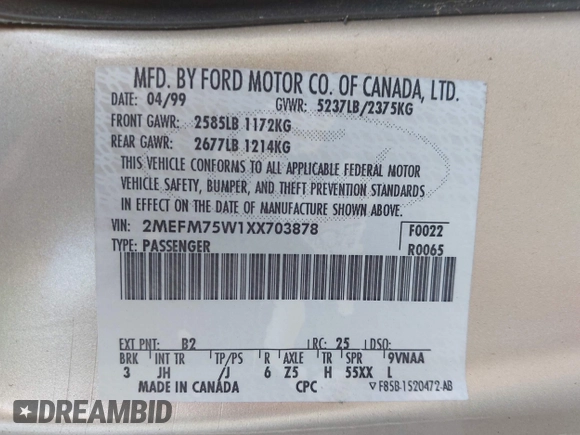 MFD. BY FORD MOTOR CO. OF CANADA, LTD.
DATE: 04/99 GVWR: 5237LB/2375KG
FRONT GAWR: 2585LB 1172KG
REAR GAWR: 2677LB 1214KG
THIS VEHICLE CONFORMS TO ALL APPLICABLE FEDERAL MOTOR
VEHICLE SAFETY, BUMPER, AND THEFT PREVENTION STANDARDS
IN EFFECT ON THE DATE OF MANUFACTURE SHOWN ABOVE.
VIN: 2MEFM75W1XX703878 F0022
TYPE: PASSENGER R0065
EXT PNT: B2 RC: 25 DSO:
BRK INT TR TP/PS R AXLE TR SPR 9VNAA
3 JH /J 6 Z5 H 55XX L
MADE IN CANADA CPC F85B-1520472-AB
DREAMBID